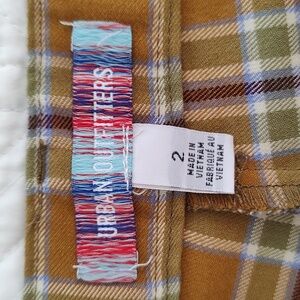 URBAN OUTFITTERS
2
MADE IN
VIETNAM
FABRIQUÉ AU
VIETNAM